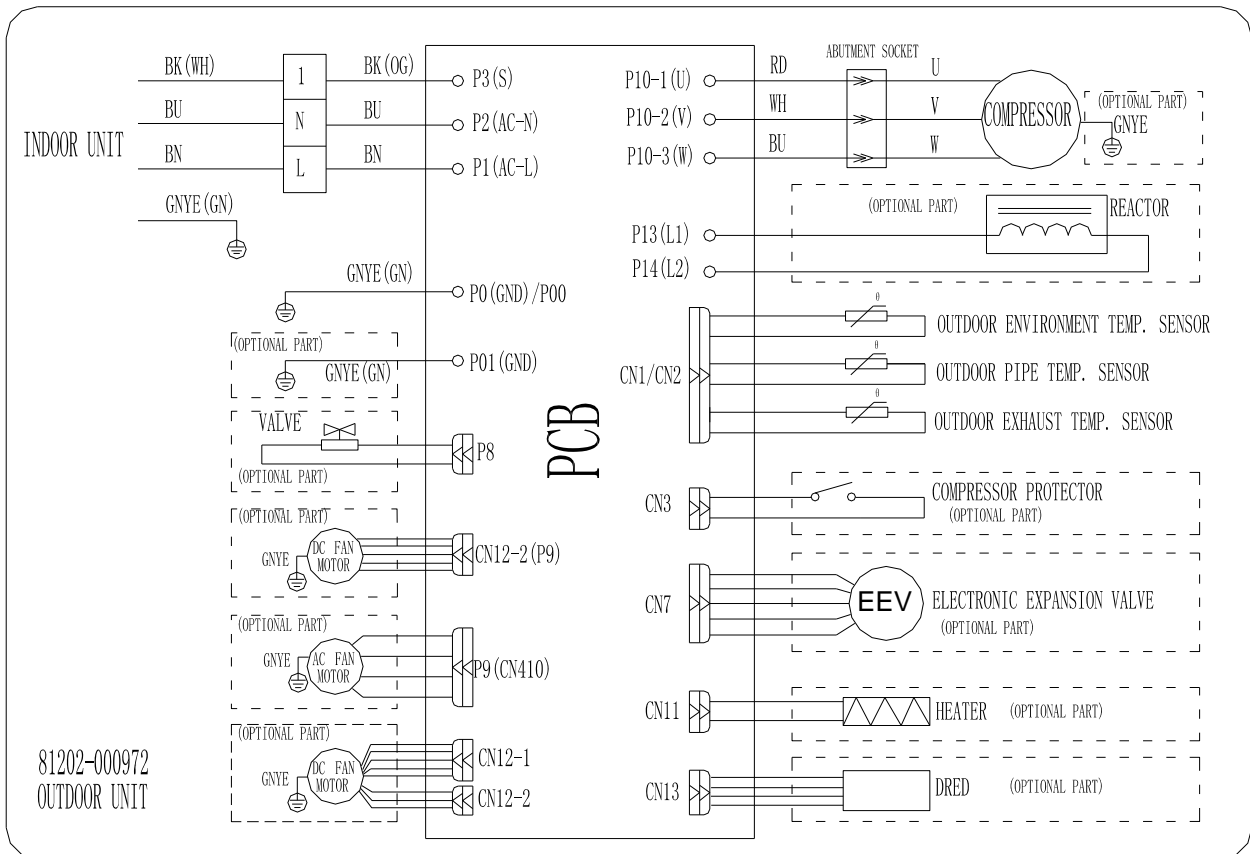 INDOOR UNIT
BK(WH)
BU
BN
GNYE(GN)
1
N
L
BK(OG)
BU
BN
P3(S)
P2(AC-N)
P1(AC-L)
GNYE(GN)
P0(GND)/P00
(OPTIONAL PART)
GNYE(GN)
P01(GND)
VALVE
(OPTIONAL PART)
P8
(OPTIONAL PART)
GNYE
DC FAN
MOTOR
CN12-2(P9)
(OPTIONAL PART)
GNYE
AC FAN
MOTOR
P9(CN410)
(OPTIONAL PART)
GNYE
DC FAN
MOTOR
CN12-1
CN12-2
81202-000972
OUTDOOR UNIT
PCB
ABUTMENT SOCKET
P10-1(U)
RD
U
P10-2(V)
WH
V
P10-3(W)
BU
W
COMPRESSOR
(OPTIONAL PART)
GNYE
(OPTIONAL PART)
REACTOR
P13(L1)
P14(L2)
CN1/CN2
θ
OUTDOOR ENVIRONMENT TEMP. SENSOR
θ
OUTDOOR PIPE TEMP. SENSOR
θ
OUTDOOR EXHAUST TEMP. SENSOR
CN3
COMPRESSOR PROTECTOR
(OPTIONAL PART)
CN7
EEV
ELECTRONIC EXPANSION VALVE
(OPTIONAL PART)
CN11
HEATER (OPTIONAL PART)
CN13
DRED (OPTIONAL PART)